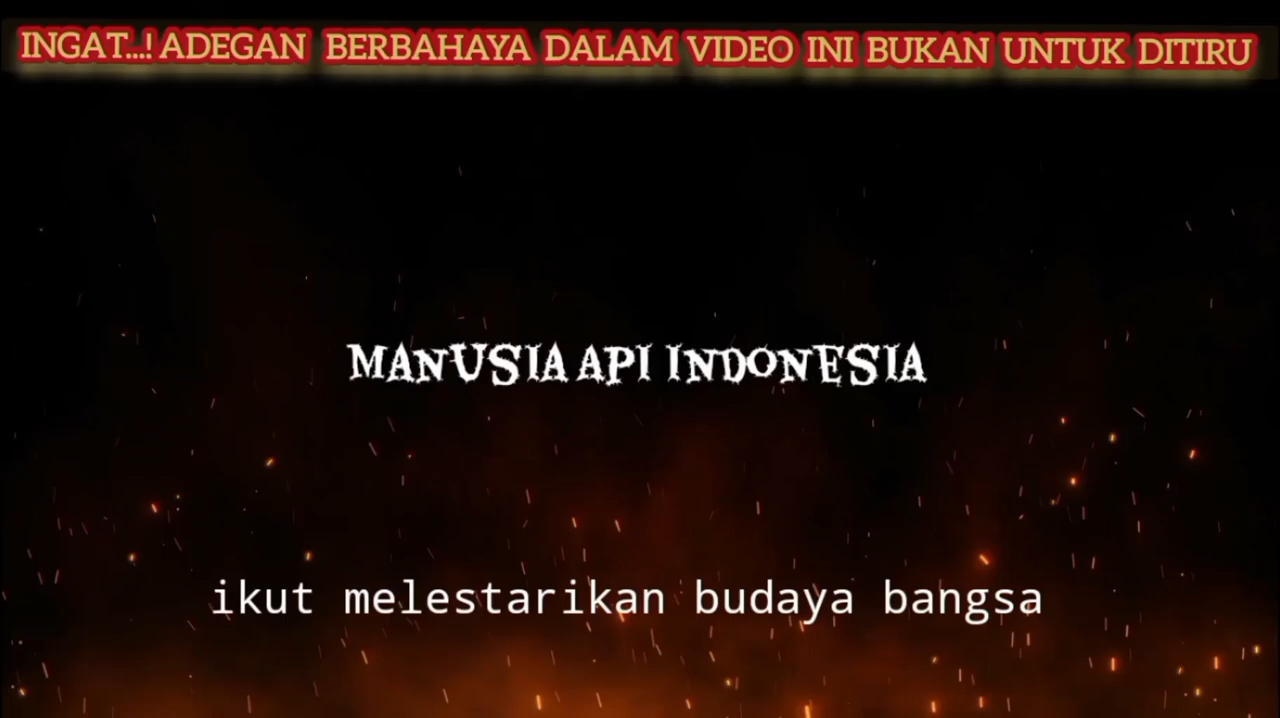 INGAT...! ADEGAN BERBAHAYA DALAM VIDEO INI BUKAN UNTUK DITIRU
MANUSIA API INDONESIA
ikut melestarikan budaya bangsa